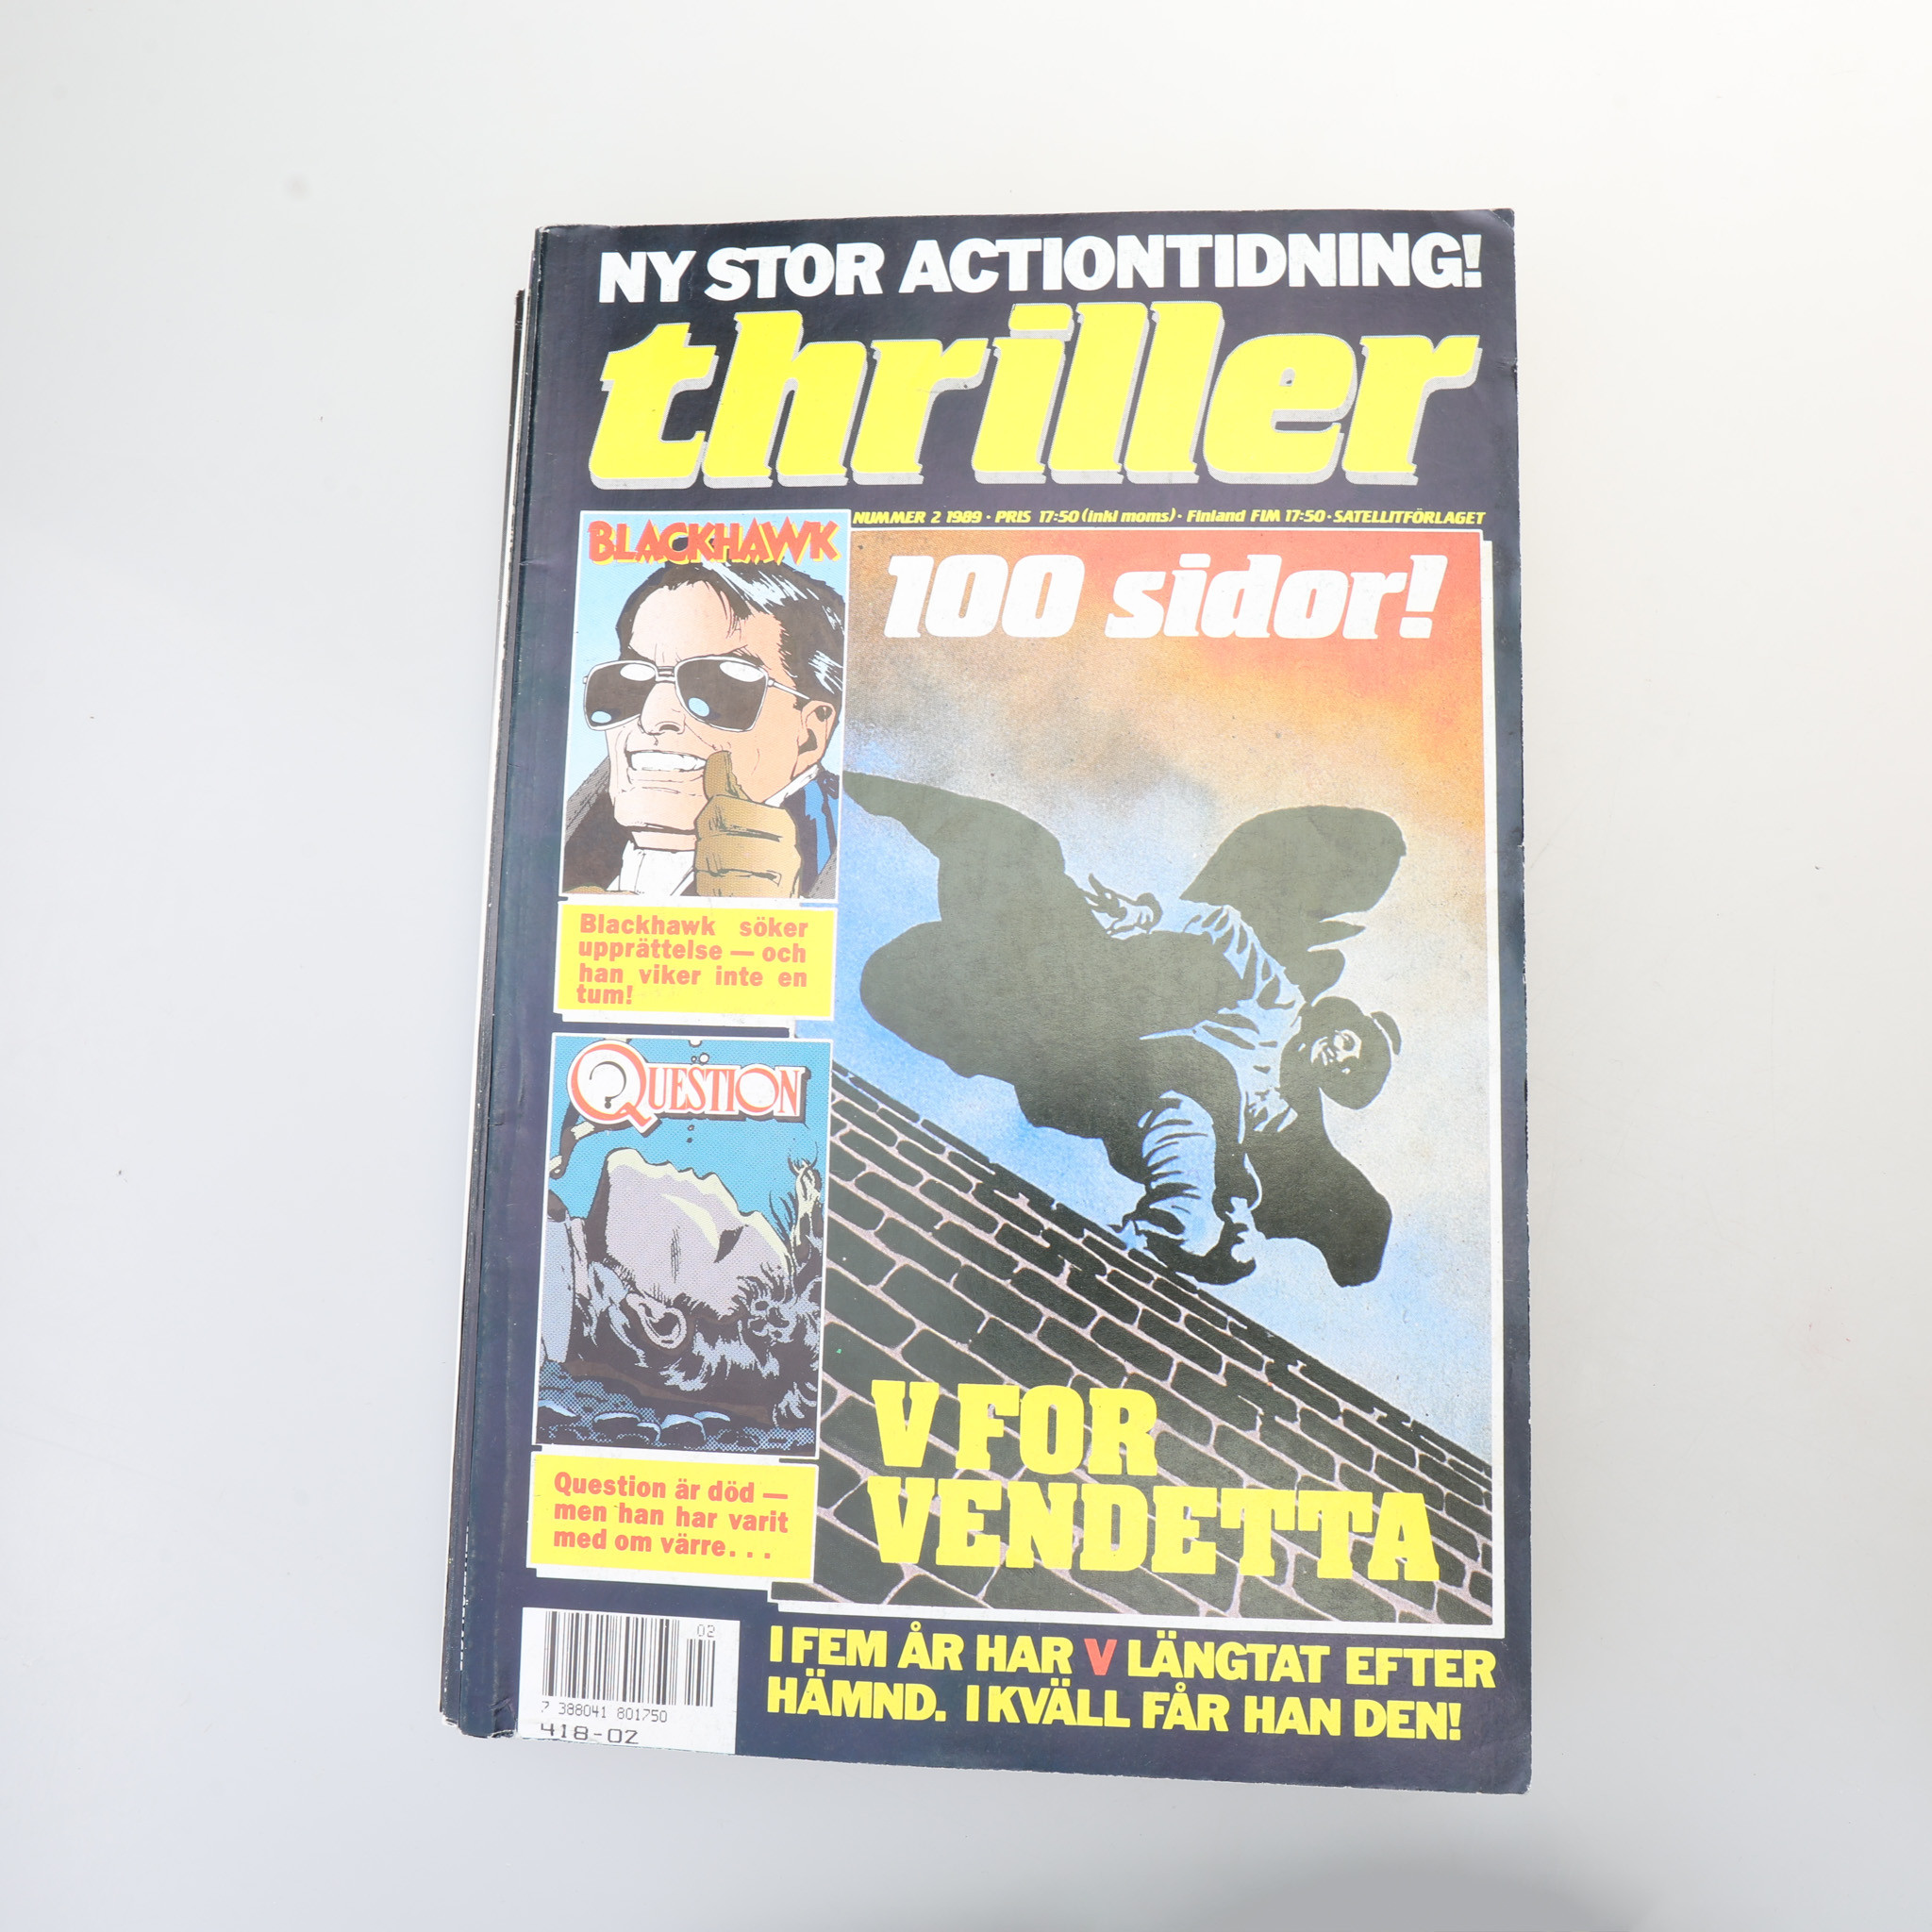 NY STOR ACTIONTIDNING!
thriller
NUMMER 2 1989 · PRIS 17:50 (inkl moms) · Finland FIM 17:50 · SATELLITFÖRLAGET
BLACKHAWK
100 sidor!
Blackhawk söker
upprättelse — och
han viker inte en
tum!
QUESTION
Question är död —
men han har varit
med om värre...
V FOR
VENDETTA
I FEM ÅR HAR V LÄNGTAT EFTER
HÄMND. I KVÄLL FÅR HAN DEN!
02
7 388041 801750
418-02